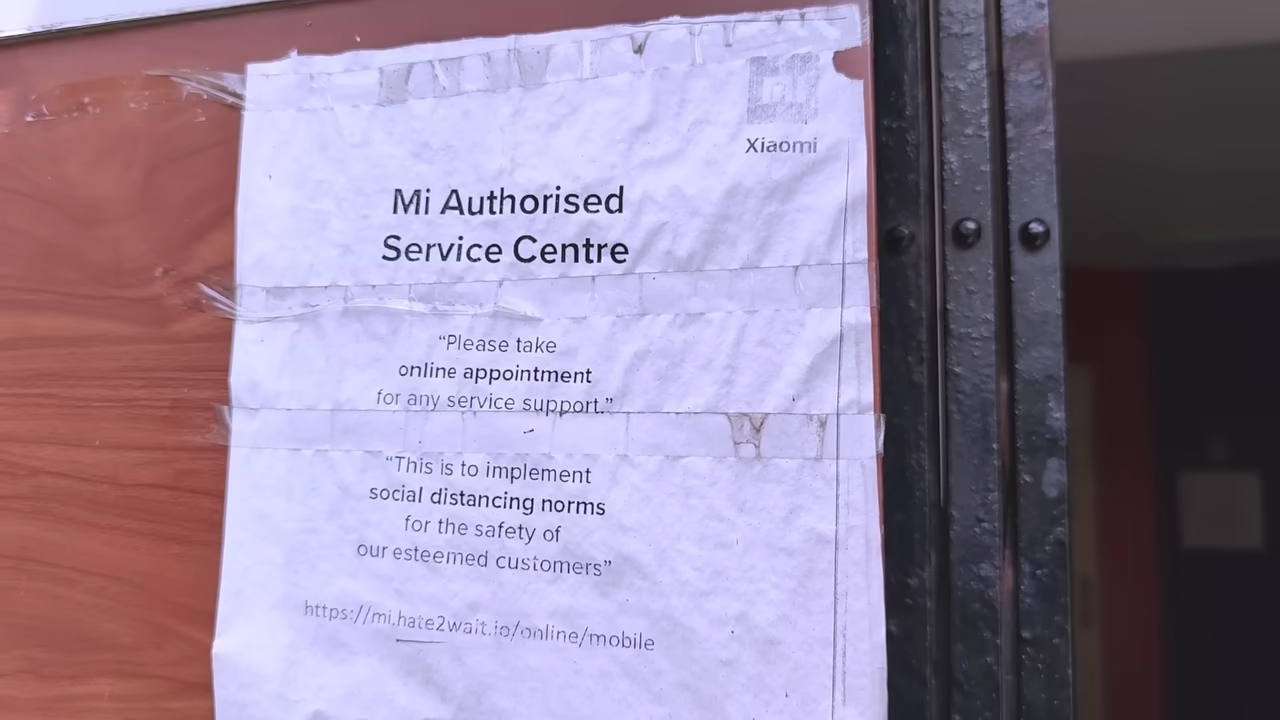 Xiaomi
Mi Authorised
Service Centre
“Please take
online appointment
for any service support.”
“This is to implement
social distancing norms
for the safety of
our esteemed customers”
https://mi.hate2wait.io/online/mobile